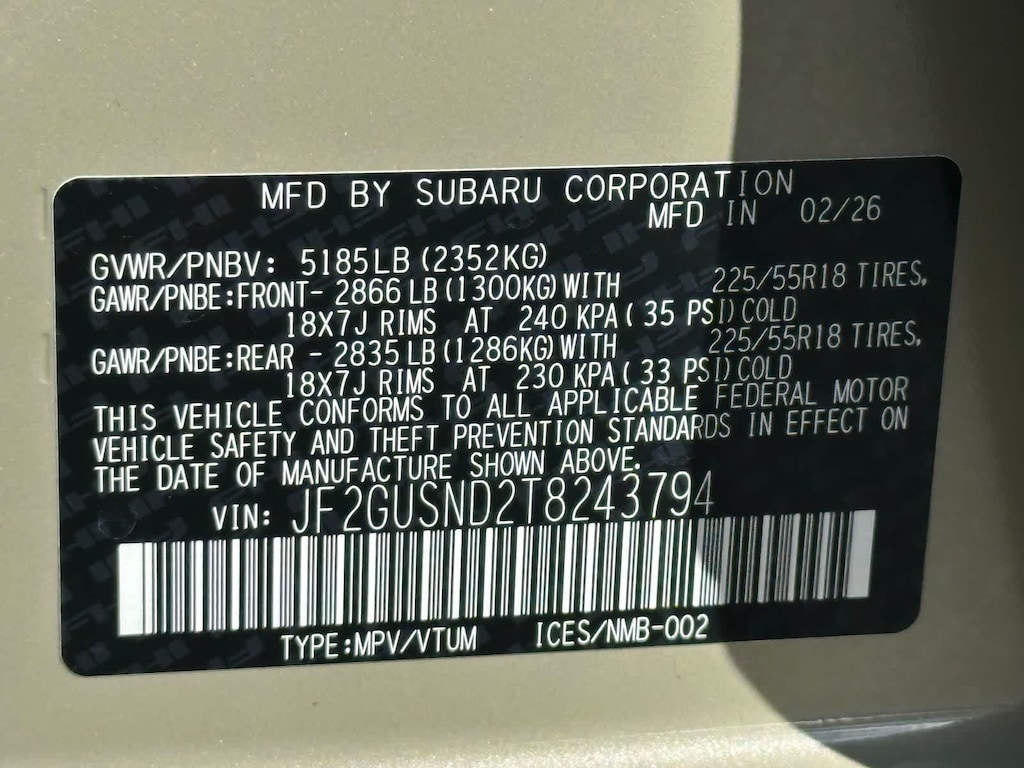 MFD BY SUBARU CORPORATION
MFD IN 02/26
GVWR/PNBV: 5185LB (2352KG)
GAWR/PNBE:FRONT- 2866 LB (1300KG) WITH 225/55R18 TIRES,
18X7J RIMS AT 240 KPA ( 35 PSI) COLD
GAWR/PNBE:REAR - 2835 LB (1286KG) WITH 225/55R18 TIRES,
18X7J RIMS AT 230 KPA ( 33 PSI) COLD
THIS VEHICLE CONFORMS TO ALL APPLICABLE FEDERAL MOTOR
VEHICLE SAFETY AND THEFT PREVENTION STANDARDS IN EFFECT ON
THE DATE OF MANUFACTURE SHOWN ABOVE.
VIN: JF2GUSND2T8243794
TYPE:MPV/VTUM ICES/NMB-002